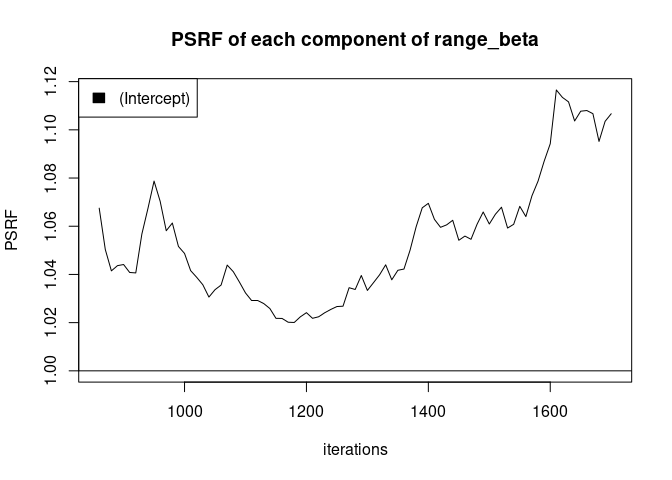 PSRF of each component of range_beta
(Intercept)
PSRF
1.12
1.10
1.08
1.06
1.04
1.02
1.00
1000 1200 1400 1600
iterations